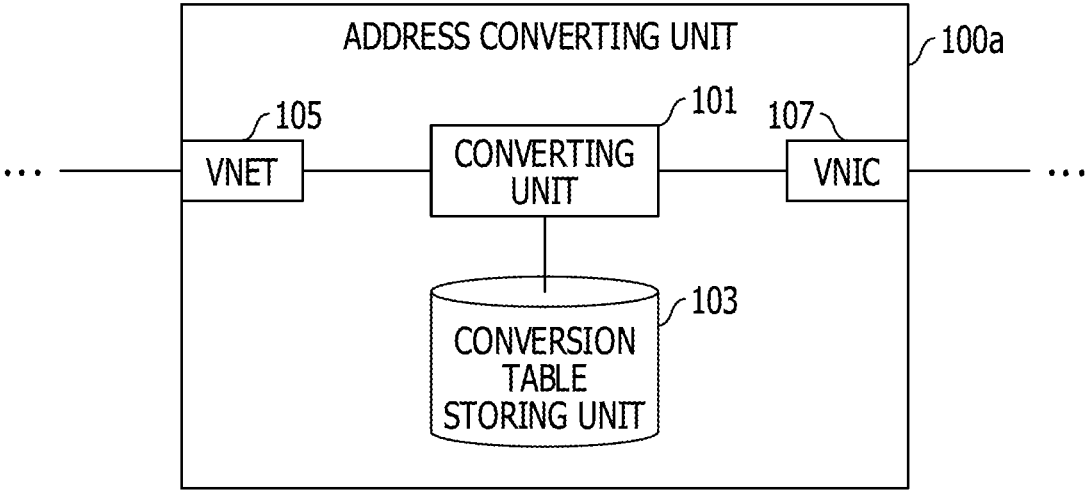 ADDRESS CONVERTING UNIT
100a
105
101
107
...
VNET
CONVERTING
UNIT
VNIC
...
103
CONVERSION
TABLE
STORING UNIT